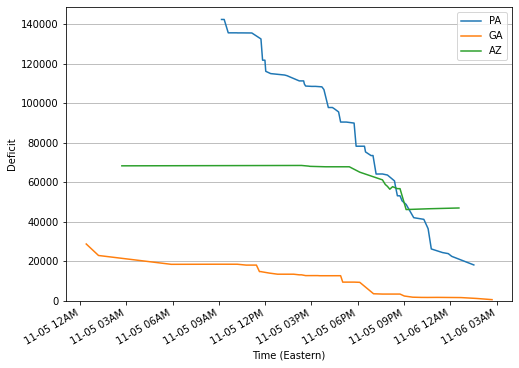 140000
120000
100000
80000
60000
40000
20000
0
Deficit
PA
GA
AZ
11-05 12AM
11-05 03AM
11-05 06AM
11-05 09AM
11-05 12PM
11-05 03PM
11-05 06PM
11-05 09PM
11-06 12AM
11-06 03AM
Time (Eastern)